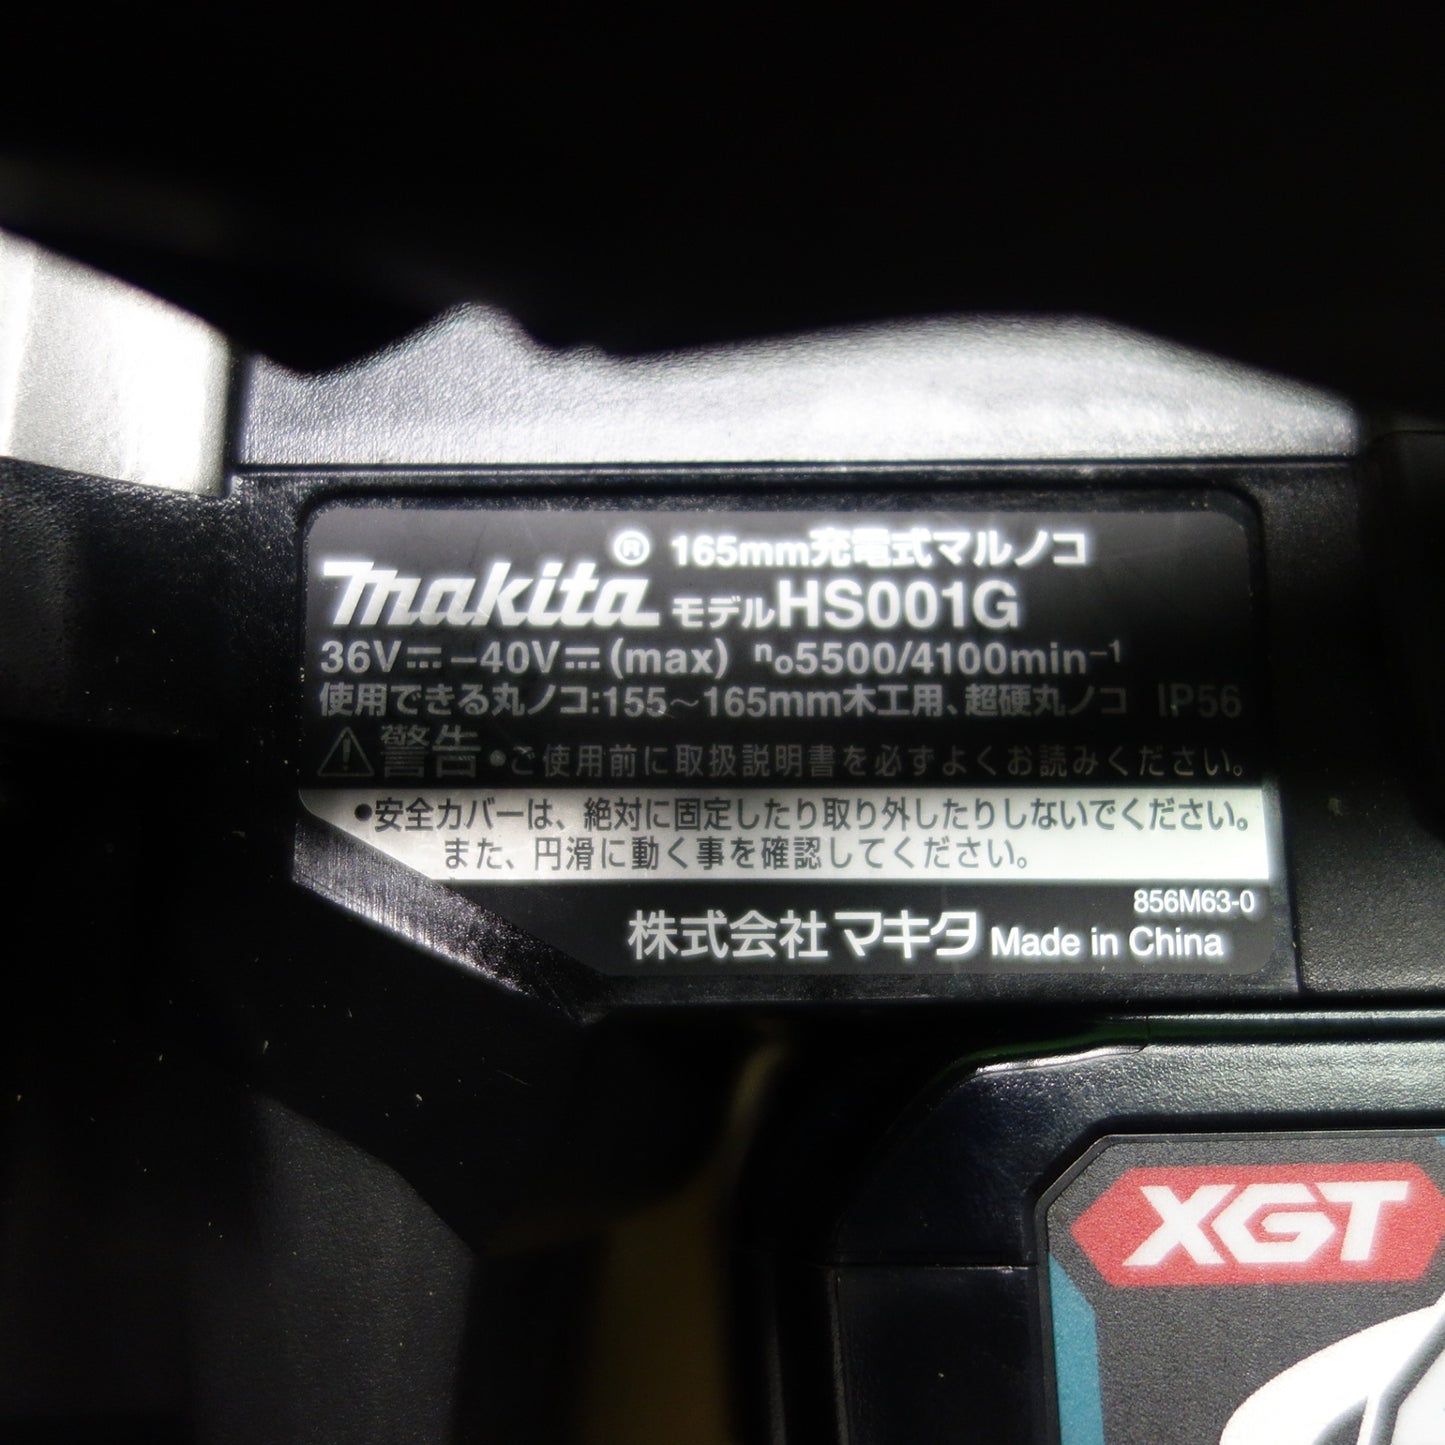 makita® 165mm充電式マルノコ
モデルHS001G
36V⎓-40V⎓(max) n₀5500/4100min⁻¹
使用できる丸ノコ:155～165mm木工用、超硬丸ノコ IP56
⚠警告 •ご使用前に取扱説明書を必ずよくお読みください。
•安全カバーは、絶対に固定したり取り外したりしないでください。
また、円滑に動く事を確認してください。
856M63-0
株式会社マキタ Made in China
XGT